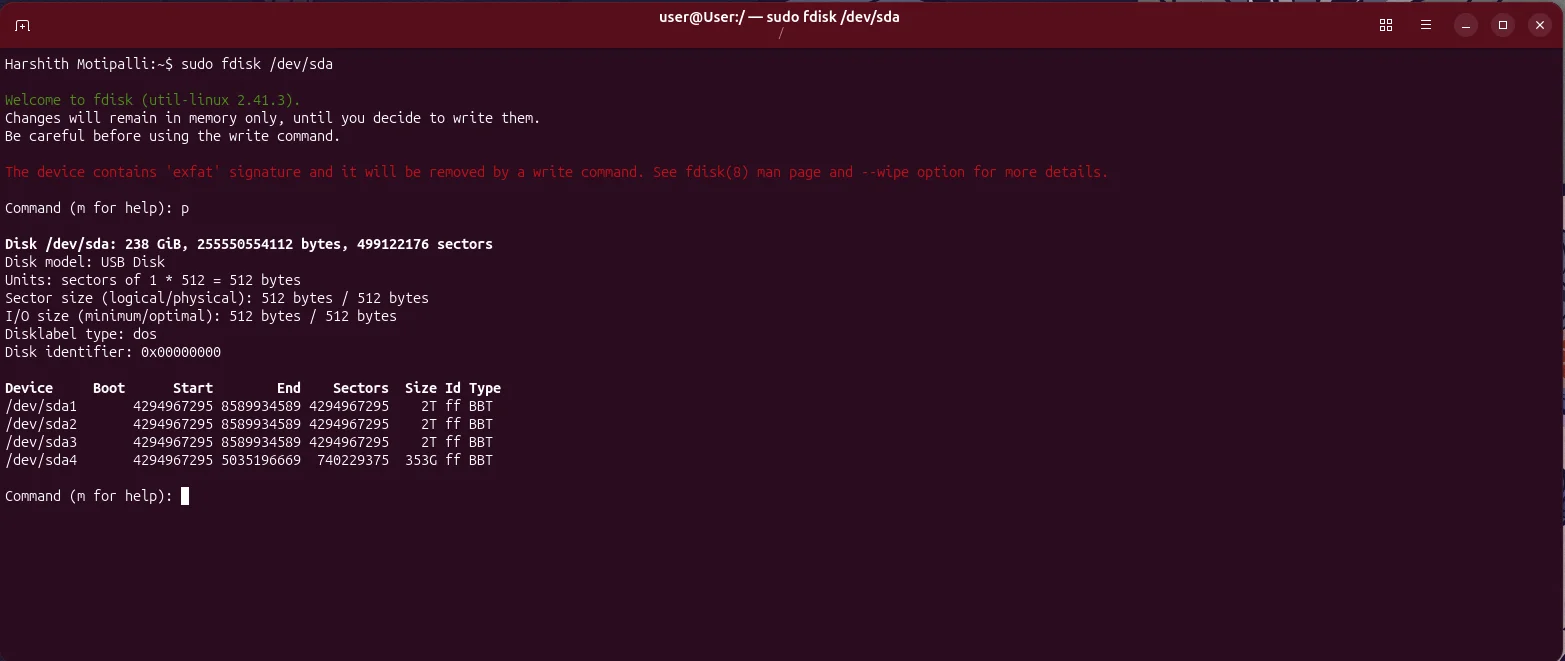 user@User:/ — sudo fdisk /dev/sda
/
Harshith Motipalli:~$ sudo fdisk /dev/sda
Welcome to fdisk (util-linux 2.41.3).
Changes will remain in memory only, until you decide to write them.
Be careful before using the write command.
The device contains 'exfat' signature and it will be removed by a write command. See fdisk(8) man page and --wipe option for more details.
Command (m for help): p
Disk /dev/sda: 238 GiB, 255550554112 bytes, 499122176 sectors
Disk model: USB Disk
Units: sectors of 1 * 512 = 512 bytes
Sector size (logical/physical): 512 bytes / 512 bytes
I/O size (minimum/optimal): 512 bytes / 512 bytes
Disklabel type: dos
Disk identifier: 0x00000000
Device     Boot      Start        End    Sectors  Size Id Type
/dev/sda1       4294967295 8589934589 4294967295    2T ff BBT
/dev/sda2       4294967295 8589934589 4294967295    2T ff BBT
/dev/sda3       4294967295 8589934589 4294967295    2T ff BBT
/dev/sda4       4294967295 5035196669  740229375  353G ff BBT
Command (m for help):